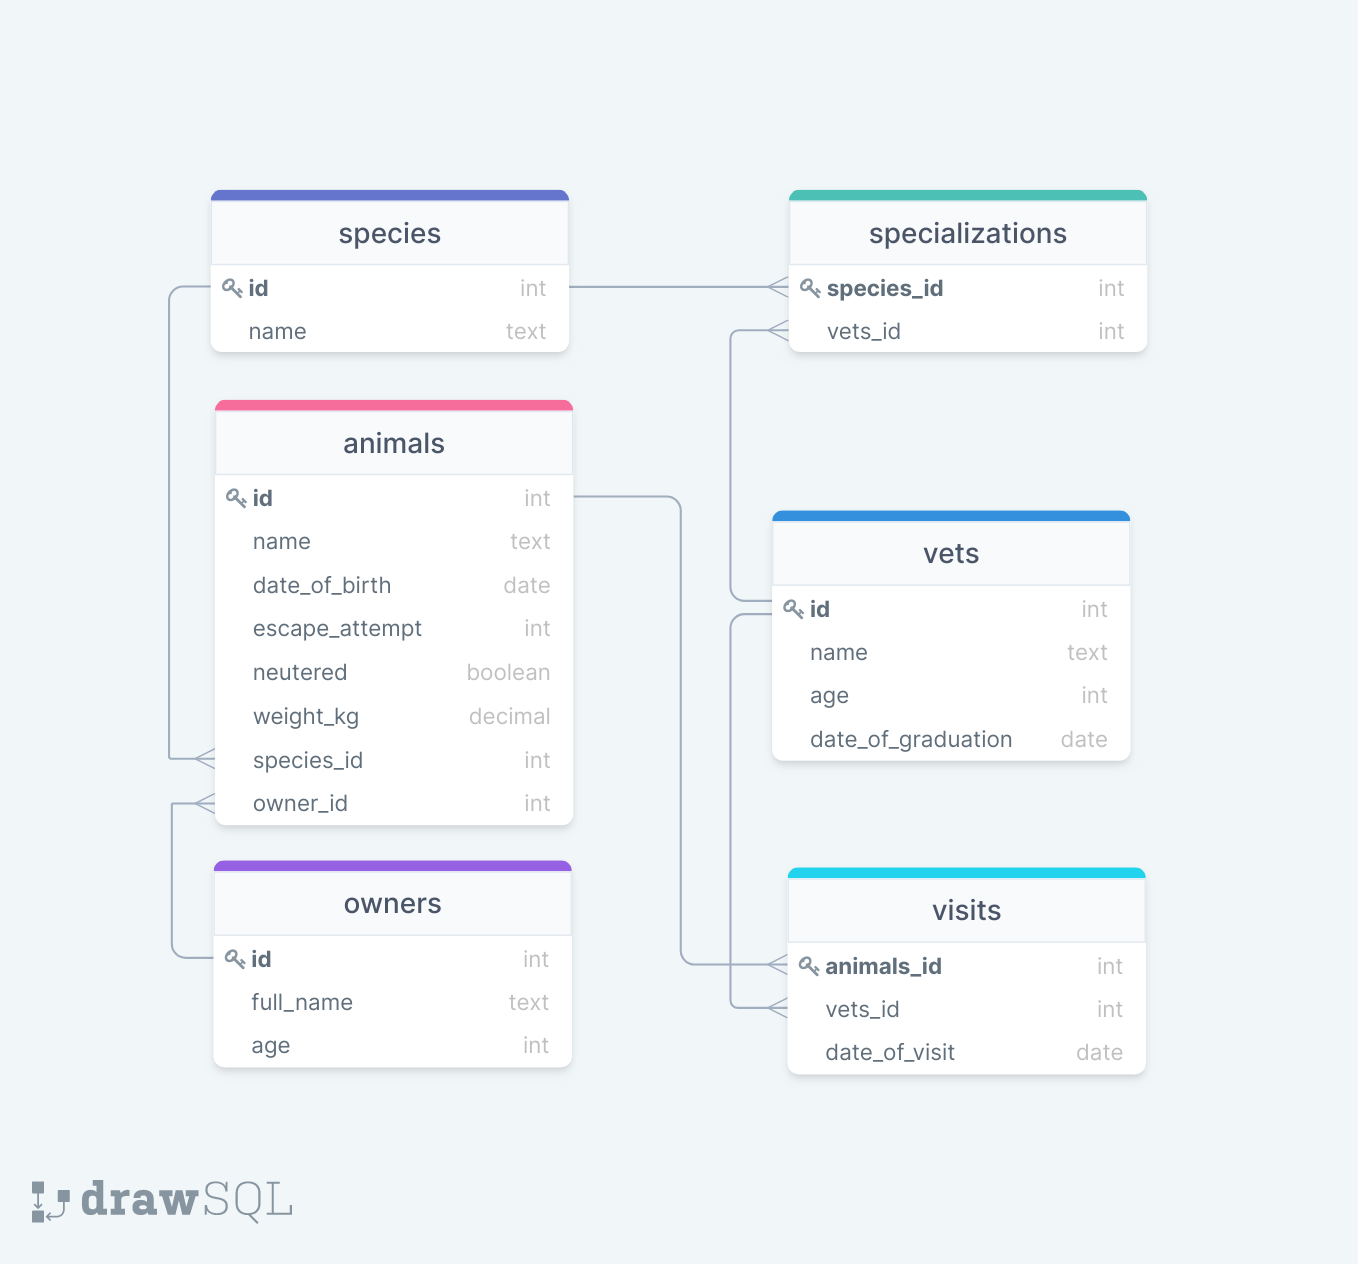 species
id int
name text
animals
id int
name text
date_of_birth date
escape_attempt int
neutered boolean
weight_kg decimal
species_id int
owner_id int
owners
id int
full_name text
age int
specializations
species_id int
vets_id int
vets
id int
name text
age int
date_of_graduation date
visits
animals_id int
vets_id int
date_of_visit date
drawSQL